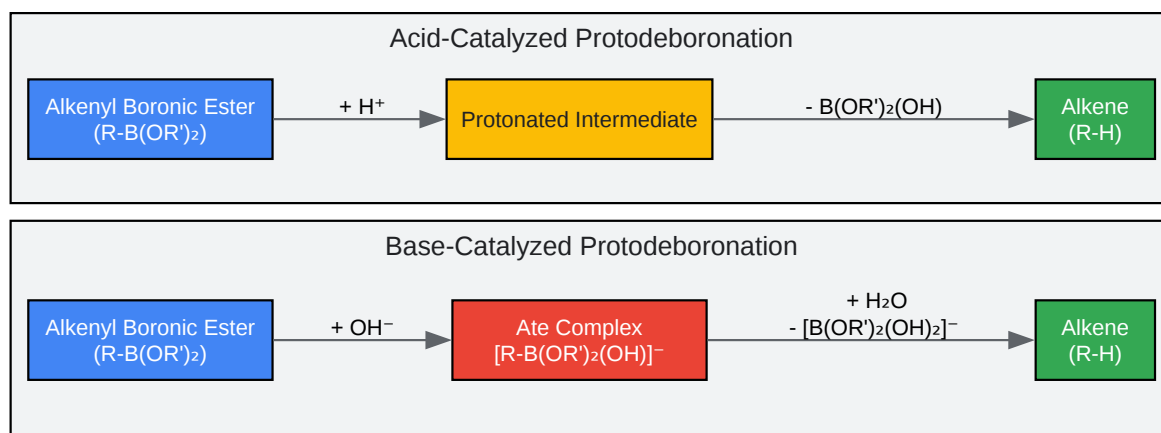 Acid-Catalyzed Protodeboronation
Alkenyl Boronic Ester
(R-B(OR')₂)
+ H⁺
Protonated Intermediate
- B(OR')₂(OH)
Alkene
(R-H)
Base-Catalyzed Protodeboronation
Alkenyl Boronic Ester
(R-B(OR')₂)
+ OH⁻
Ate Complex
[R-B(OR')₂(OH)]⁻
+ H₂O
- [B(OR')₂(OH)₂]⁻
Alkene
(R-H)